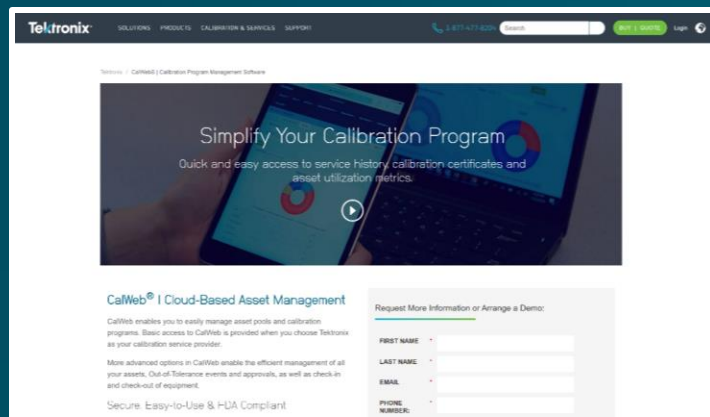 Tektronix
SOLUTIONS PRODUCTS CALIBRATION & SERVICES SUPPORT
1-877-477-8204
Search
BUY | QUOTE
Login
Tektronix / CalWeb® | Calibration Program Management Software
Simplify Your Calibration Program
Quick and easy access to service history, calibration certificates and
asset utilization metrics.
CalWeb® | Cloud-Based Asset Management
CalWeb enables you to easily manage asset pools and calibration
programs. Basic access to CalWeb is provided when you choose Tektronix
as your calibration service provider.
More advanced options in CalWeb enable the efficient management of all
your assets, Out-of-Tolerance events and approvals, as well as check-in
and check-out of equipment.
Secure, Easy-to-Use & FDA Compliant
Request More Information or Arrange a Demo:
FIRST NAME *
LAST NAME *
EMAIL *
PHONE *
NUMBER: